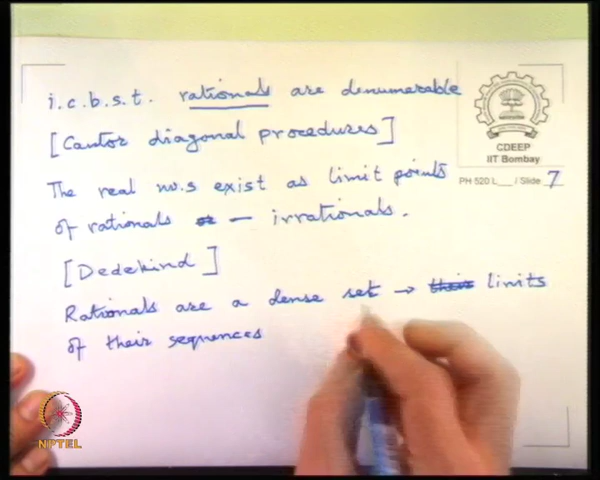 i.c.b.s.t. rationals are denumerable
[Cantor diagonal procedures]
The real no.s exist as limit points
of rationals — irrationals.
[Dedekind]
Rationals are a dense set → limits
of their sequences
CDEEP
IIT Bombay
PH 520 L___ / Slide 7
NPTEL